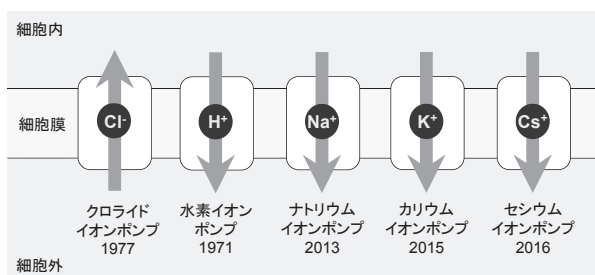 細胞内
細胞膜
Cl-
H+
Na+
K+
Cs+
クロライド
イオンポンプ
1977
水素イオン
ポンプ
1971
ナトリウム
イオンポンプ
2013
カリウム
イオンポンプ
2015
セシウム
イオンポンプ
2016
細胞外